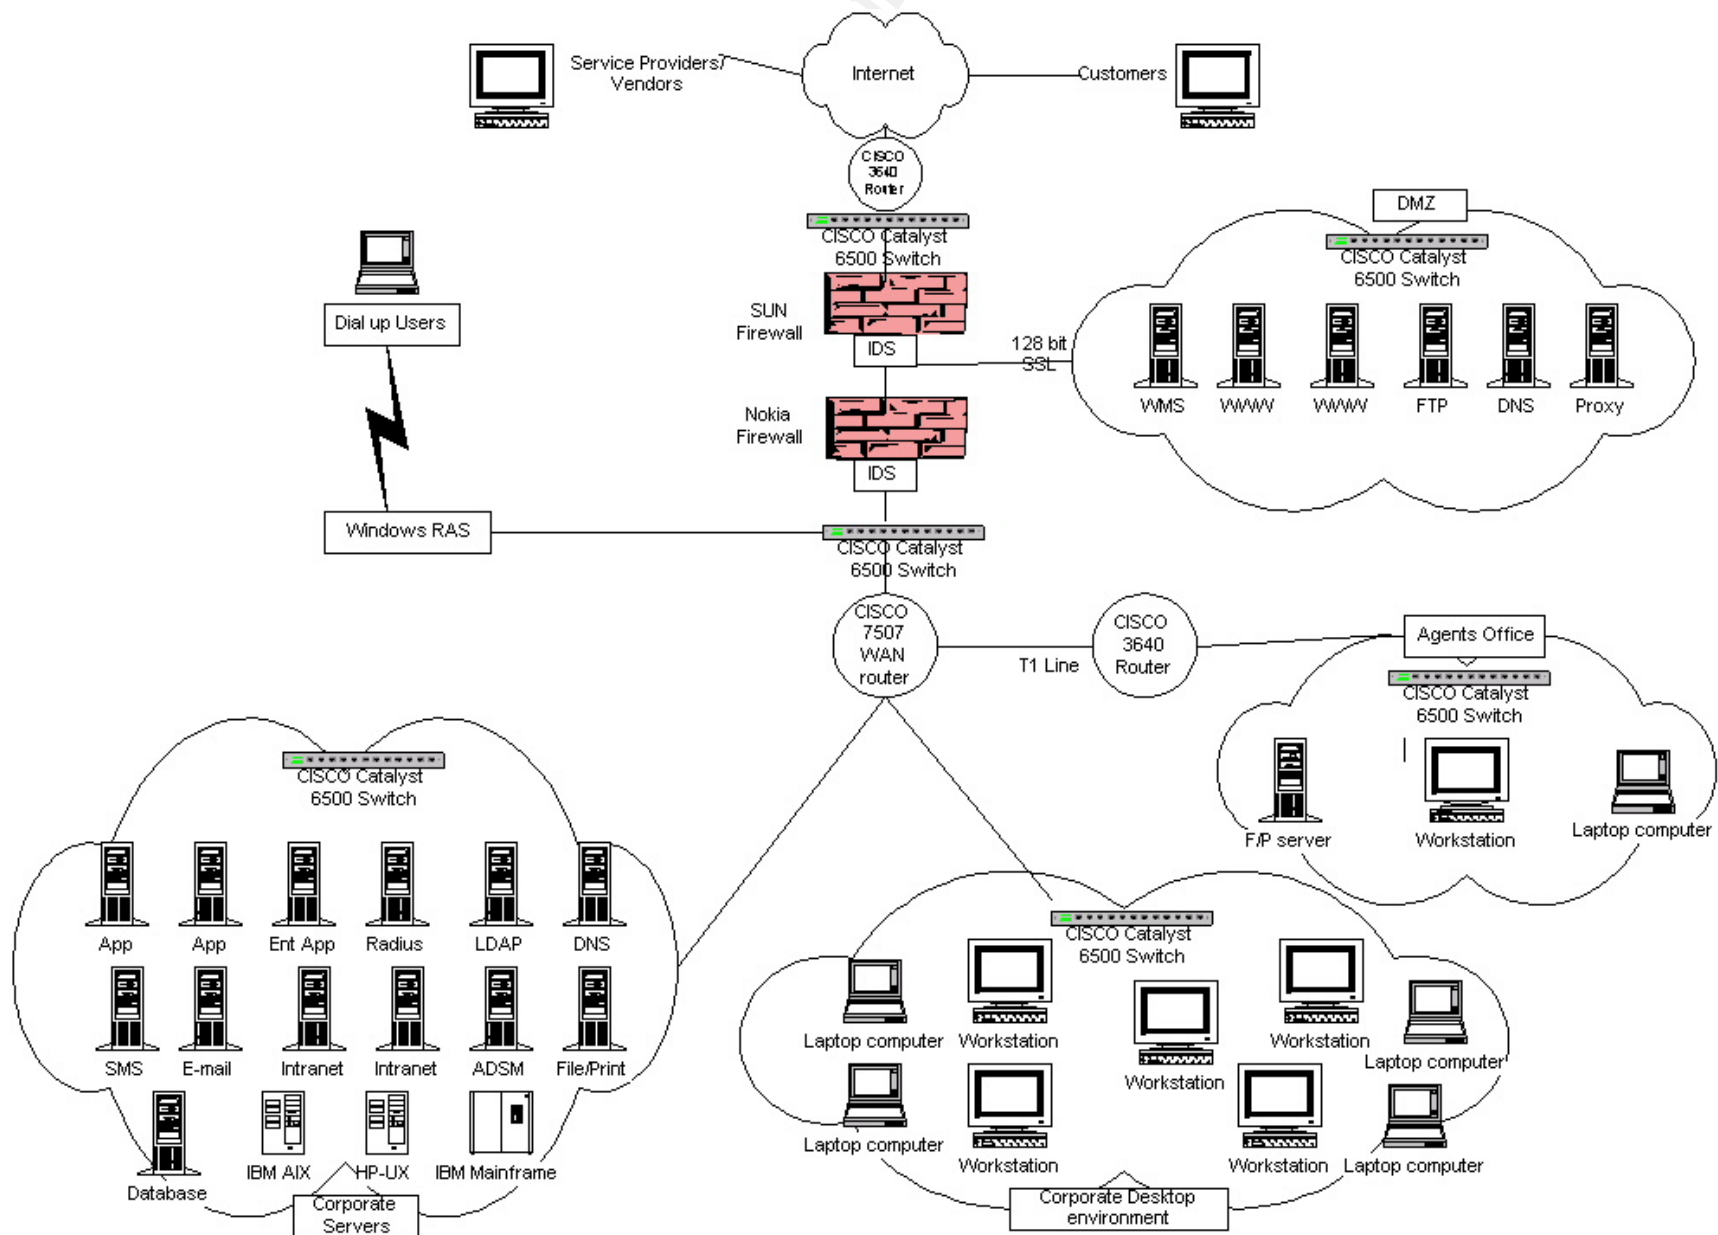 Service Providers/
Vendors
Internet
Customers
CISCO
3640
Router
CISCO Catalyst
6500 Switch
DMZ
CISCO Catalyst
6500 Switch
Dial up Users
SUN
Firewall
IDS
128 bit
SSL
WMS
WWW
WWW
FTP
DNS
Proxy
Nokia
Firewall
IDS
Windows RAS
CISCO Catalyst
6500 Switch
CISCO
7507
WAN
router
T1 Line
CISCO
3640
Router
Agents Office
CISCO Catalyst
6500 Switch
F/P server
Workstation
Laptop computer
CISCO Catalyst
6500 Switch
App
App
Ent App
Radius
LDAP
DNS
SMS
E-mail
Intranet
Intranet
ADSM
File/Print
Database
IBM AIX
HP-UX
IBM Mainframe
Corporate
Servers
CISCO Catalyst
6500 Switch
Laptop computer
Workstation
Workstation
Workstation
Laptop computer
Laptop computer
Workstation
Workstation
Laptop computer
Corporate Desktop
environment